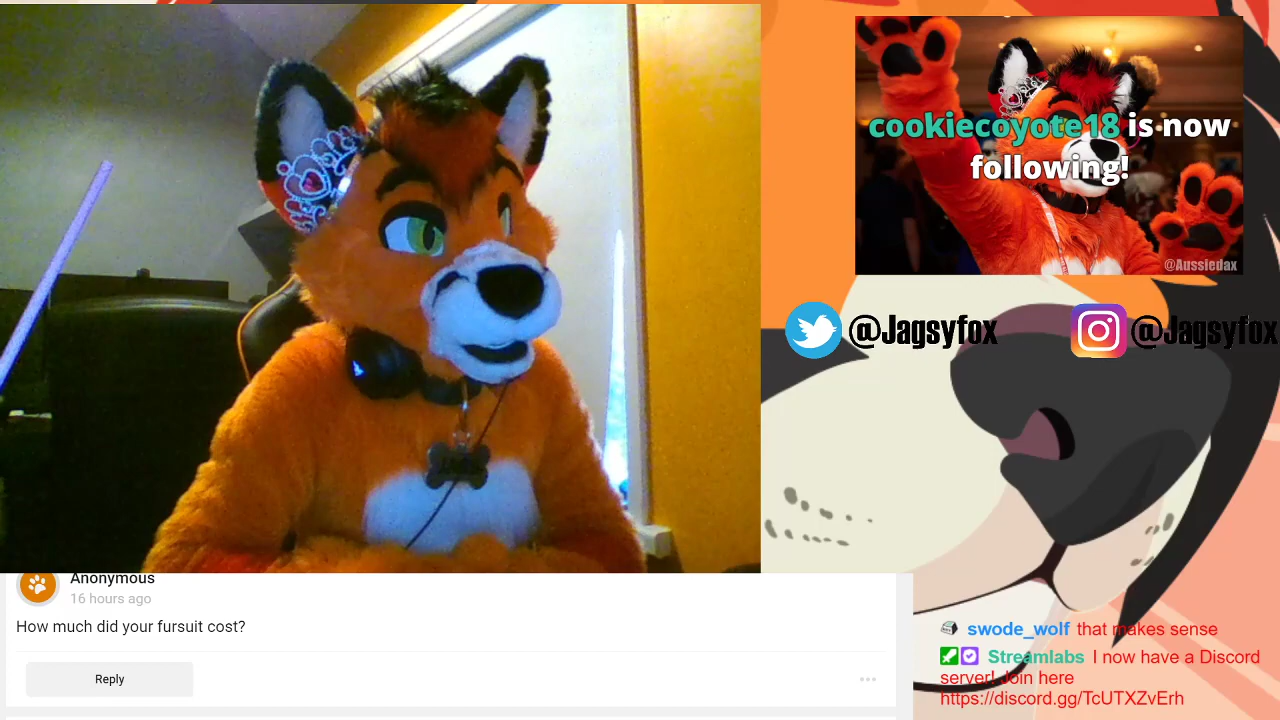 cookiecoyote18 is now
following!
@Aussiedax
@Jagsyfox
@Jagsyfox
Anonymous
16 hours ago
How much did your fursuit cost?
Reply
swode_wolf that makes sense
Streamlabs I now have a Discord
server! Join here
https://discord.gg/TcUTXZvErh